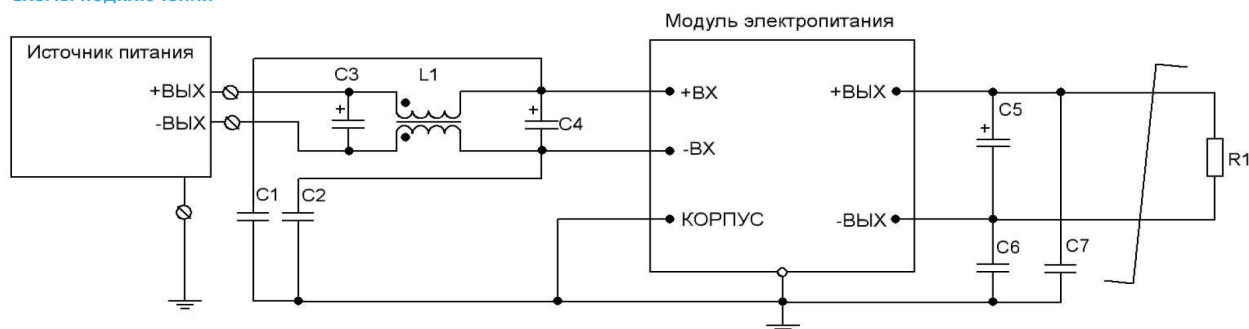 Модуль электропитания
Источник питания
+ВЫХ
-ВЫХ
C3
L1
+
+
C4
C1
C2
+ВХ
-ВХ
КОРПУС
+ВЫХ
-ВЫХ
C5
+
C6
C7
R1